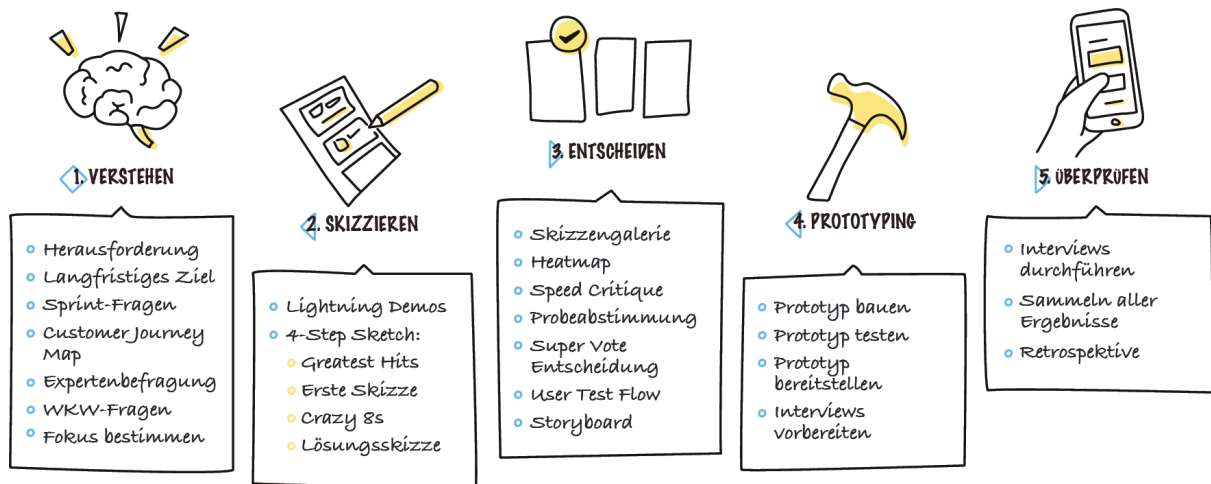 1. VERSTEHEN
Herausforderung
Langfristiges Ziel
Sprint-Fragen
Customer Journey
Map
Expertenbefragung
WKW-Fragen
Fokus bestimmen
2. SKIZZIEREN
Lightning Demos
4-Step Sketch:
Greatest Hits
Erste Skizze
Crazy 8s
Lösungsskizze
3. ENTSCHEIDEN
Skizzengalerie
Heatmap
Speed Critique
Probeabstimmung
Super Vote
Entscheidung
User Test Flow
Storyboard
4. PROTOTYPING
Prototyp bauen
Prototyp testen
Prototyp
bereitstellen
Interviews
vorbereiten
5. ÜBERPRÜFEN
Interviews
durchführen
Sammeln aller
Ergebnisse
Retrospektive